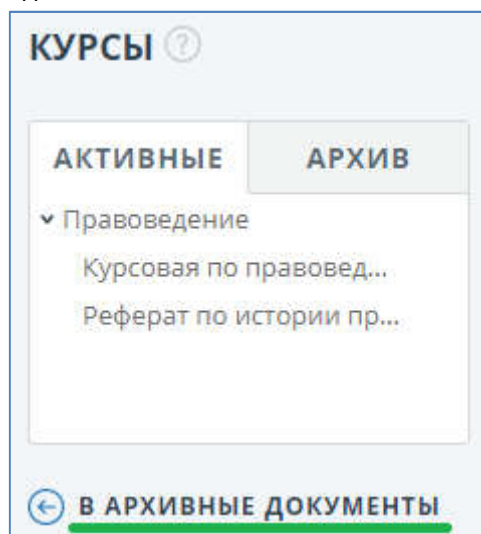 КУРСЫ ?
АКТИВНЫЕ АРХИВ
Правоведение
Курсовая по правовед...
Реферат по истории пр...
В АРХИВНЫЕ ДОКУМЕНТЫ